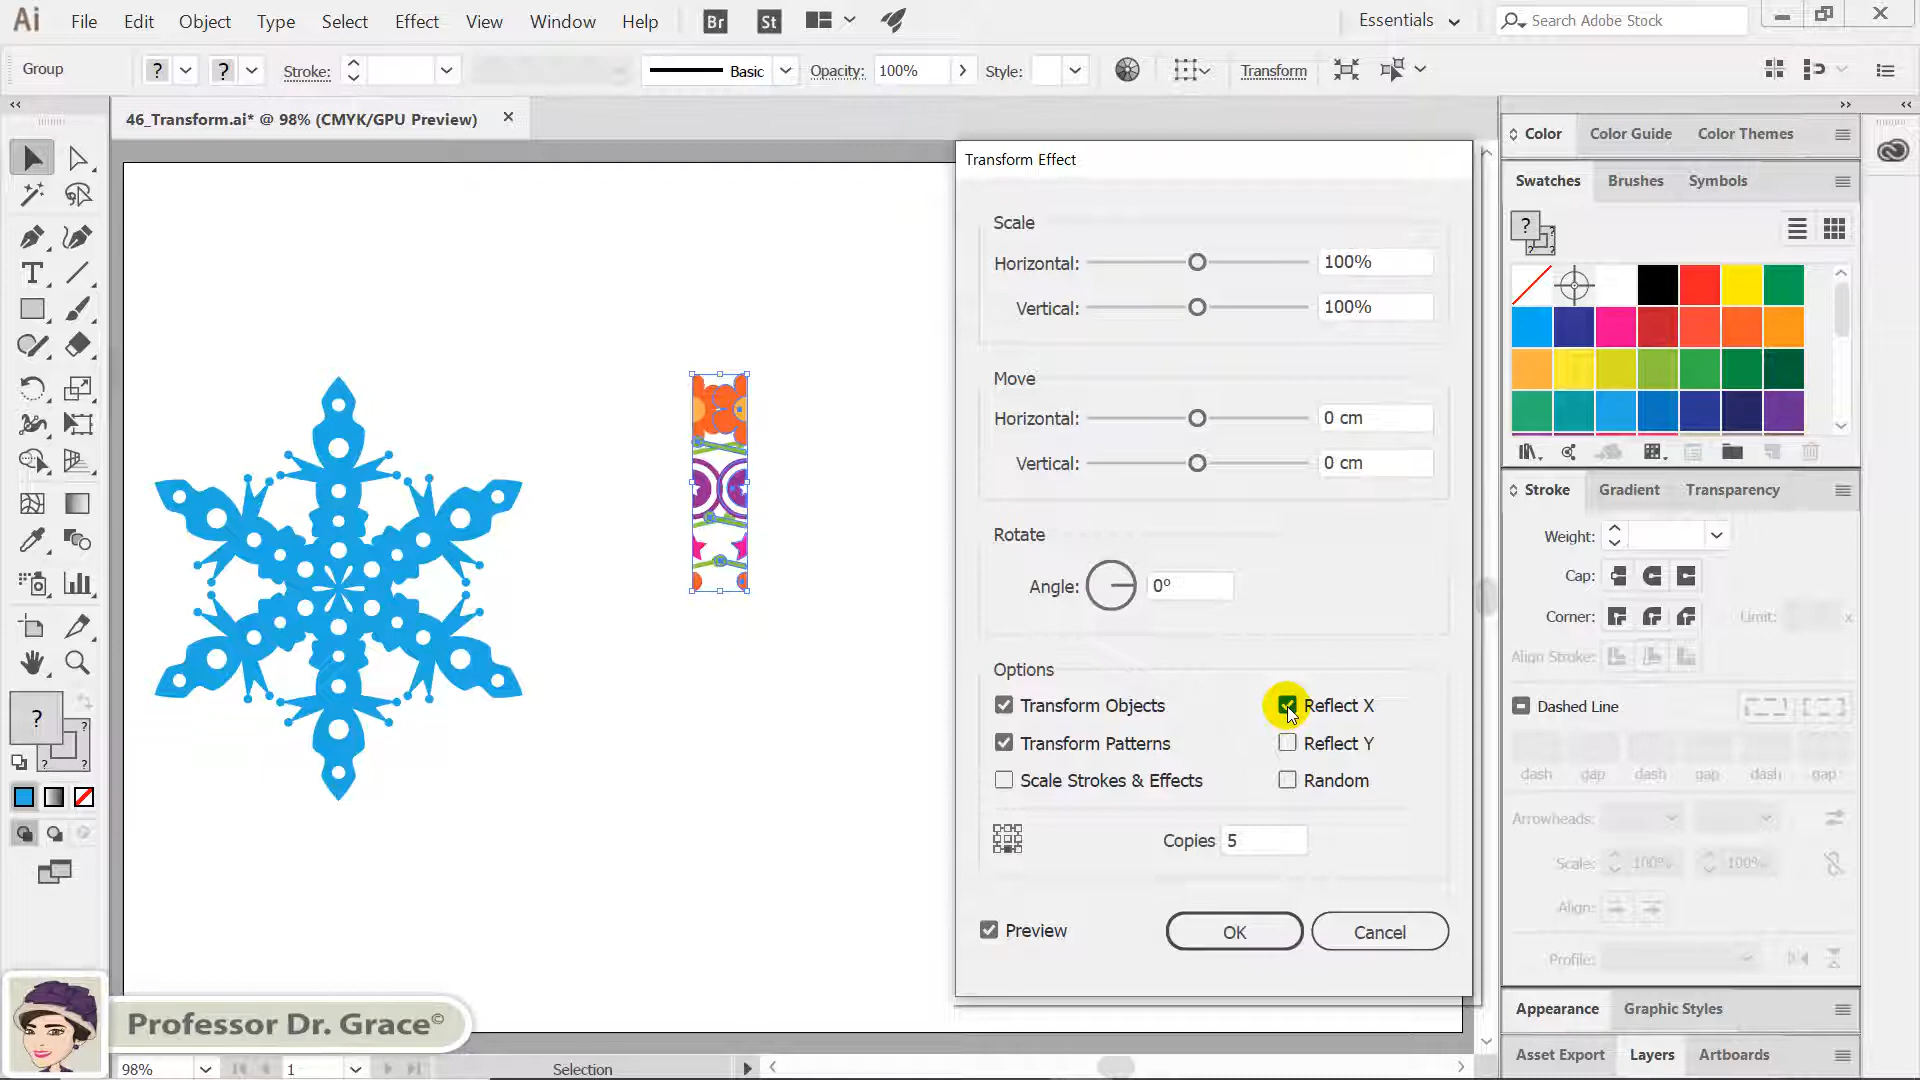 Ai File Edit Object Type Select Effect View Window Help Br St Essentials Search Adobe Stock
Group ? ? Stroke: Basic Opacity: 100% Style: Transform
46_Transform.ai* @ 98% (CMYK/GPU Preview)
Transform Effect
Scale
Horizontal: 100%
Vertical: 100%
Move
Horizontal: 0 cm
Vertical: 0 cm
Rotate
Angle: 0°
Options
Transform Objects Reflect X
Transform Patterns Reflect Y
Scale Strokes & Effects Random
Copies 5
Preview OK Cancel
Color Color Guide Color Themes
Swatches Brushes Symbols
?
Stroke Gradient Transparency
Weight:
Cap:
Corner: Limit: x
Align Stroke:
Dashed Line
dash gap dash gap dash gap
Arrowheads:
Scale: 100% 100%
Align:
Profile:
Appearance Graphic Styles
Asset Export Layers Artboards
?
? ?
Professor Dr. Grace©
98% 1 Selection